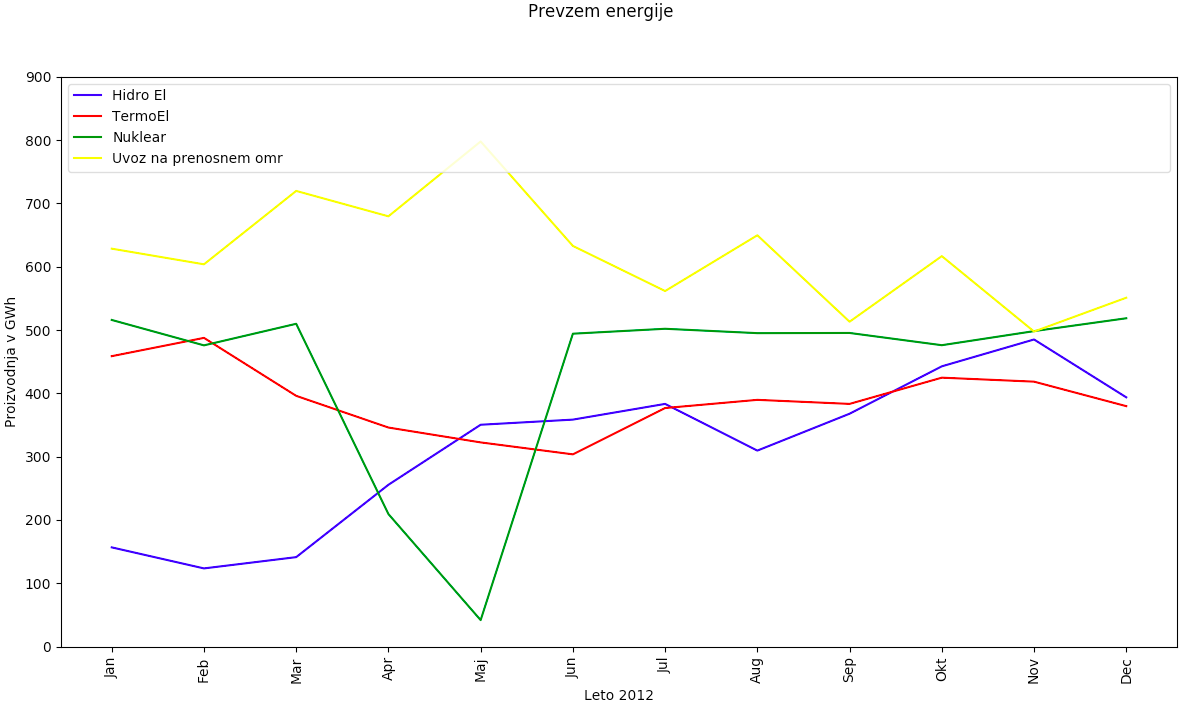 Prevzem energije
900
800
700
600
500
400
300
200
100
0
Proizvodnja v GWh
Hidro El
TermoEl
Nuklear
Uvoz na prenosnem omr
Jan
Feb
Mar
Apr
Maj
Jun
Jul
Aug
Sep
Okt
Nov
Dec
Leto 2012